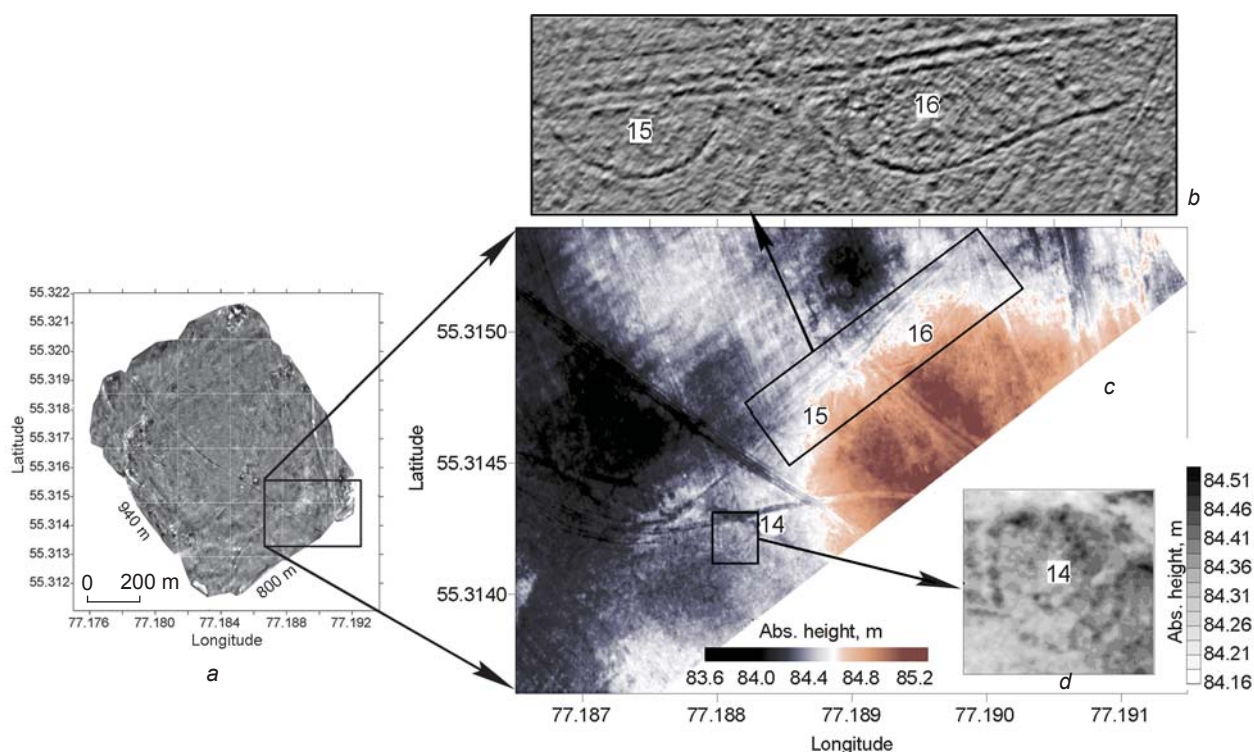 15
16
b
55.322
55.321
55.320
55.319
55.318
55.317
55.316
55.315
55.314
55.313
55.312
Latitude
940 m
800 m
0 200 m
77.176 77.180 77.184 77.188 77.192
Longitude
a
55.3150
55.3145
55.3140
Latitude
16
15
14
c
Abs. height, m
83.6 84.0 84.4 84.8 85.2
77.187 77.188 77.189 77.190 77.191
Longitude
14
d
84.51
84.46
84.41
84.36
84.31
84.26
84.21
84.16
Abs. height, m